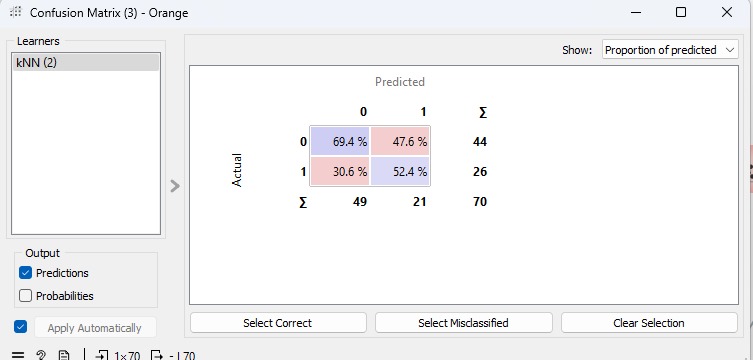 Confusion Matrix (3) - Orange
Learners
kNN (2)
Show: Proportion of predicted
Predicted
0 1 Σ
0 69.4 % 47.6 % 44
1 30.6 % 52.4 % 26
Σ 49 21 70
Actual
Output
Predictions
Probabilities
Apply Automatically
Select Correct Select Misclassified Clear Selection
1×70 - | 70